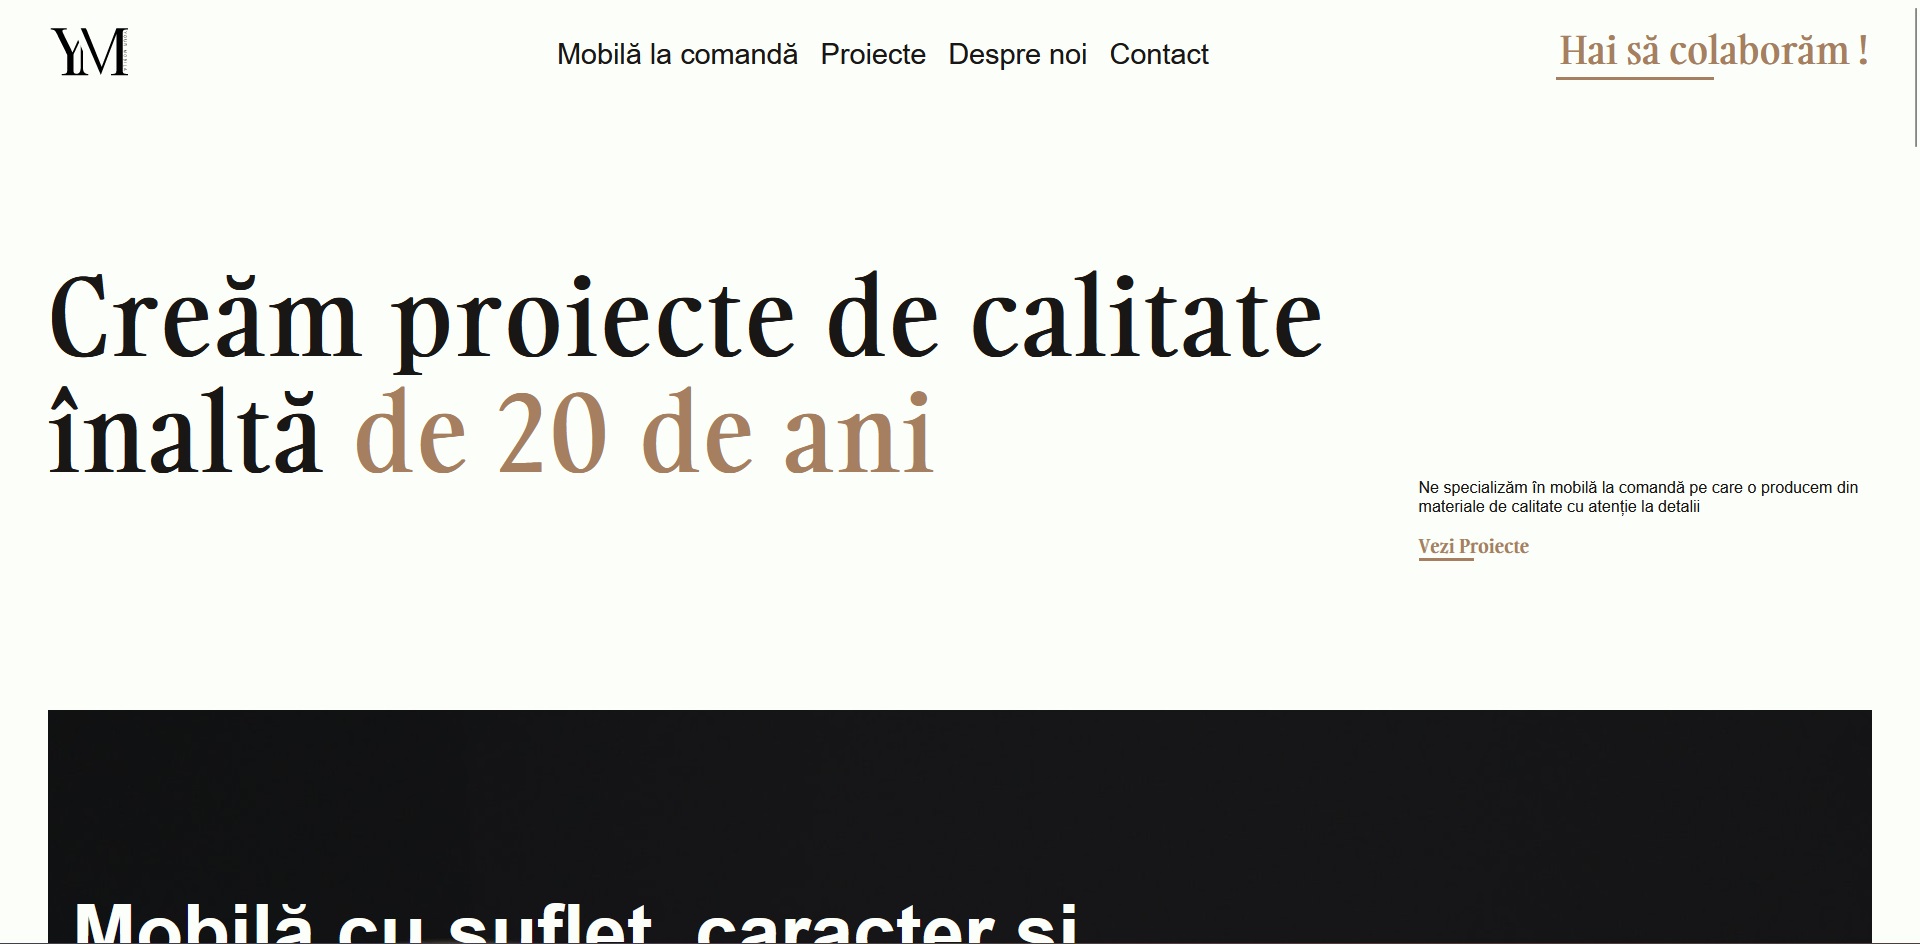 YM
Mobilă la comandă Proiecte Despre noi Contact
Hai să colaborăm !
Creăm proiecte de calitate
înaltă de 20 de ani
Ne specializăm în mobilă la comandă pe care o producem din
materiale de calitate cu atenție la detalii
Vezi Proiecte
Mobilă cu suflet, caracter și